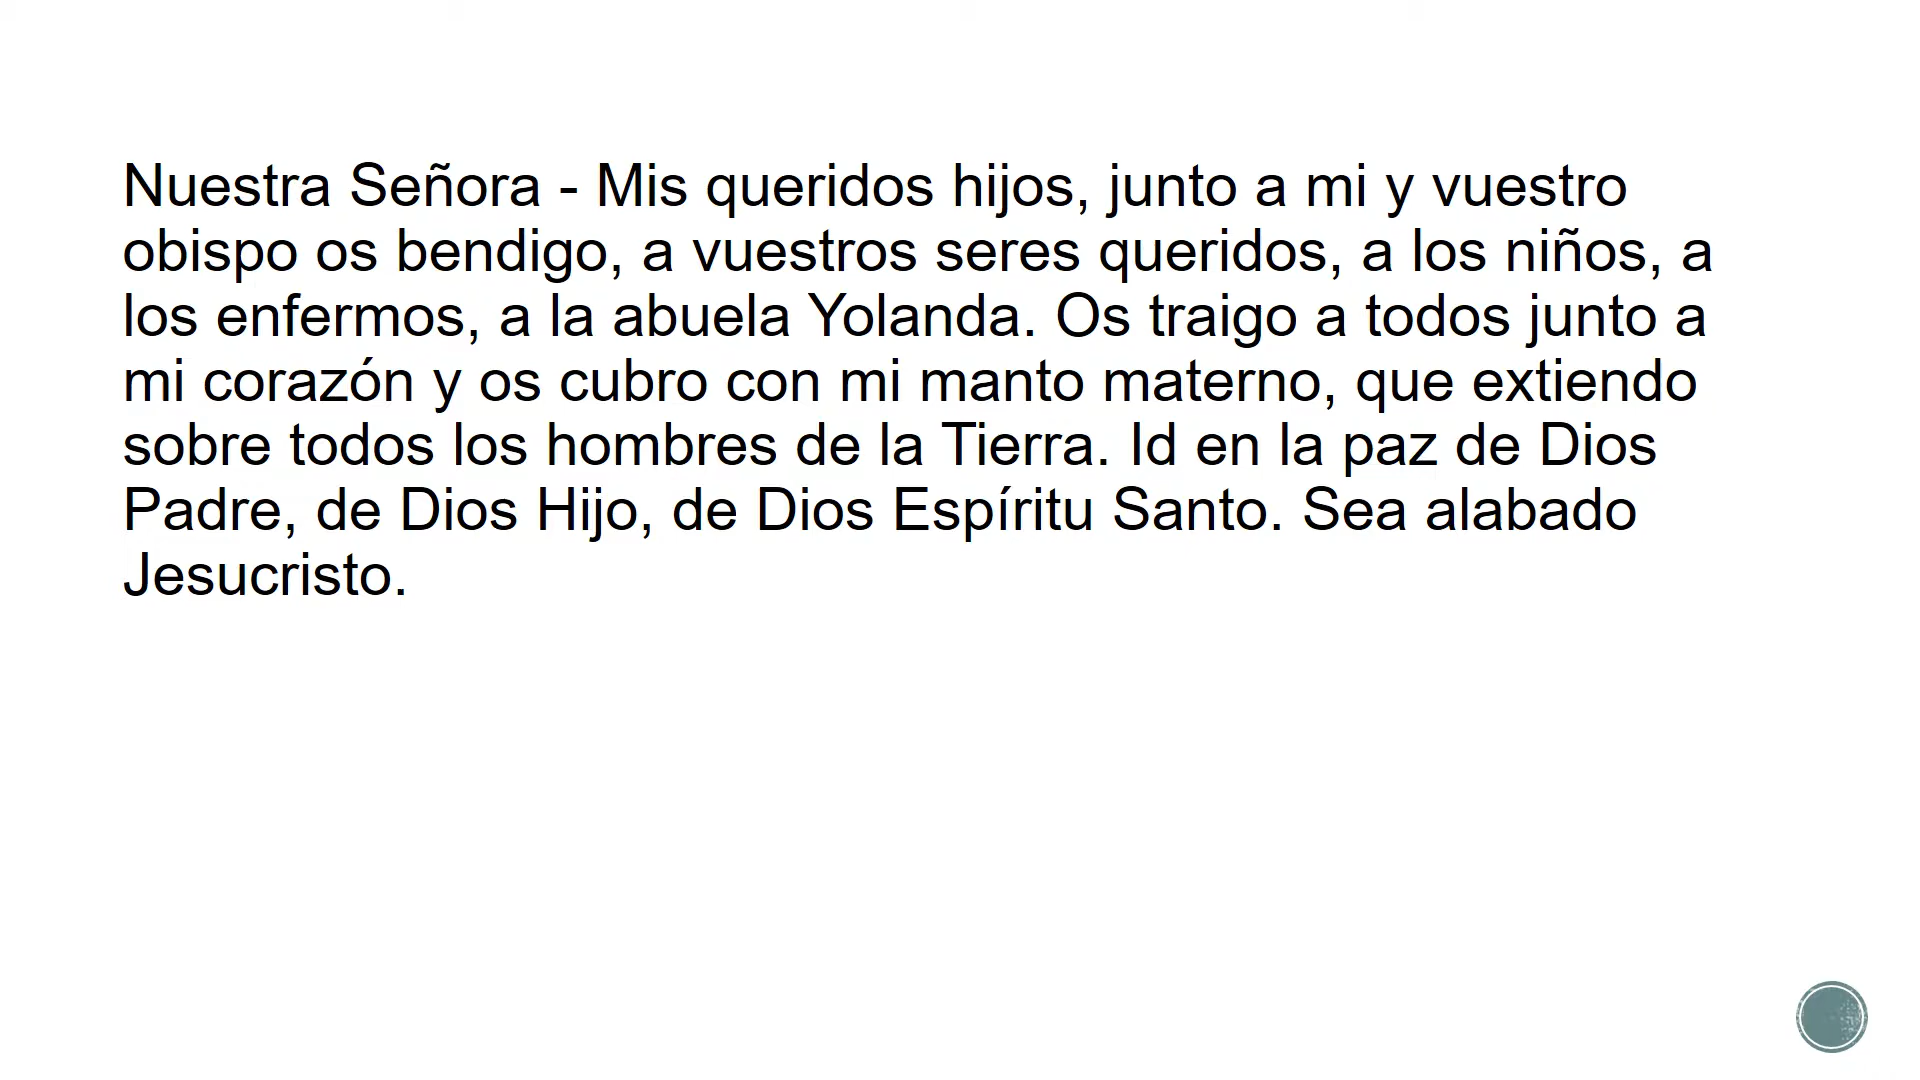 Nuestra Señora - Mis queridos hijos, junto a mi y vuestro
obispo os bendigo, a vuestros seres queridos, a los niños, a
los enfermos, a la abuela Yolanda. Os traigo a todos junto a
mi corazón y os cubro con mi manto materno, que extiendo
sobre todos los hombres de la Tierra. Id en la paz de Dios
Padre, de Dios Hijo, de Dios Espíritu Santo. Sea alabado
Jesucristo.